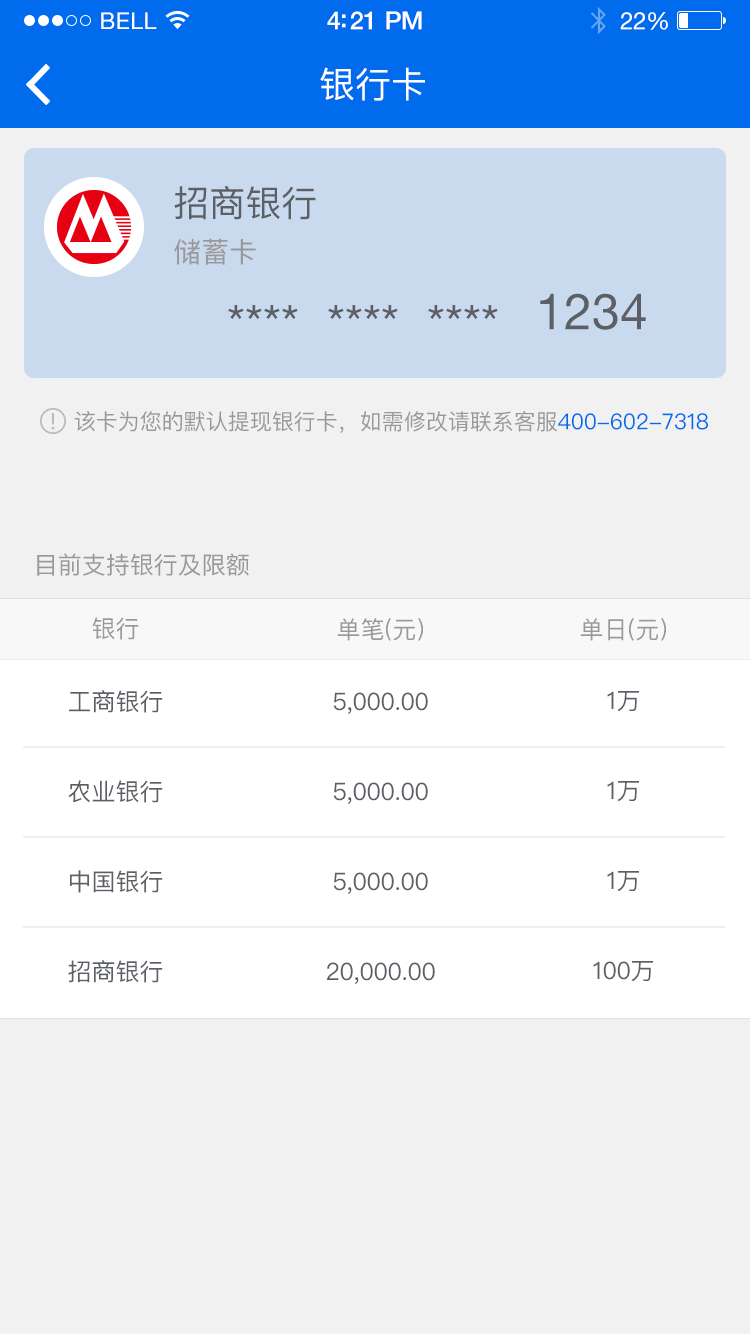 BELL 4:21 PM 22%
银行卡
招商银行
储蓄卡
**** **** **** 1234
该卡为您的默认提现银行卡，如需修改请联系客服400-602-7318
目前支持银行及限额
银行 单笔(元) 单日(元)
工商银行 5,000.00 1万
农业银行 5,000.00 1万
中国银行 5,000.00 1万
招商银行 20,000.00 100万